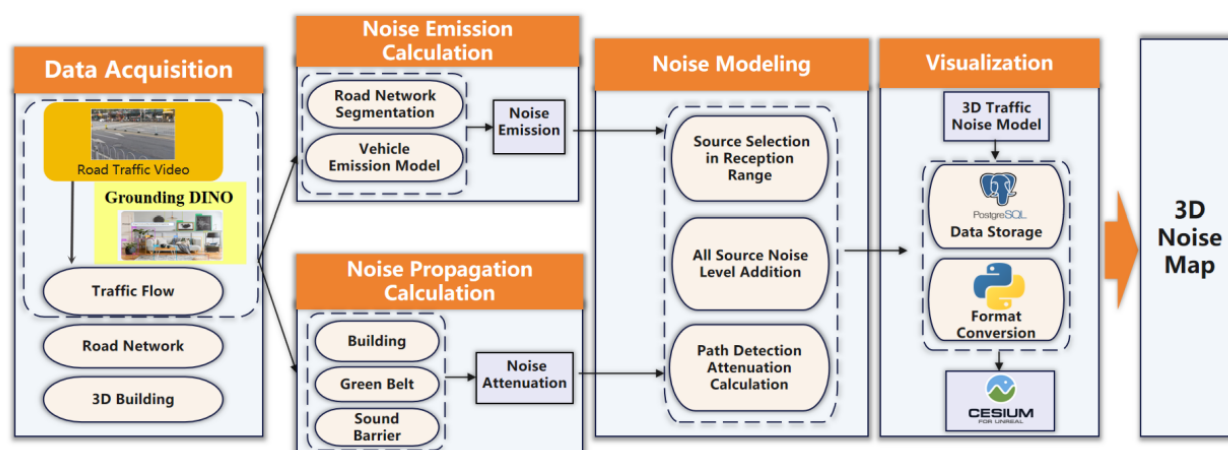 Data Acquisition
Road Traffic Video
Grounding DINO
Traffic Flow
Road Network
3D Building
Noise Emission
Calculation
Road Network
Segmentation
Vehicle
Emission Model
Noise
Emission
Noise Propagation
Calculation
Building
Green Belt
Sound
Barrier
Noise
Attenuation
Noise Modeling
Source Selection
in Reception
Range
All Source Noise
Level Addition
Path Detection
Attenuation
Calculation
Visualization
3D Traffic
Noise Model
PostgreSQL
Data Storage
Format
Conversion
CESIUM
FOR UNREAL
3D
Noise
Map